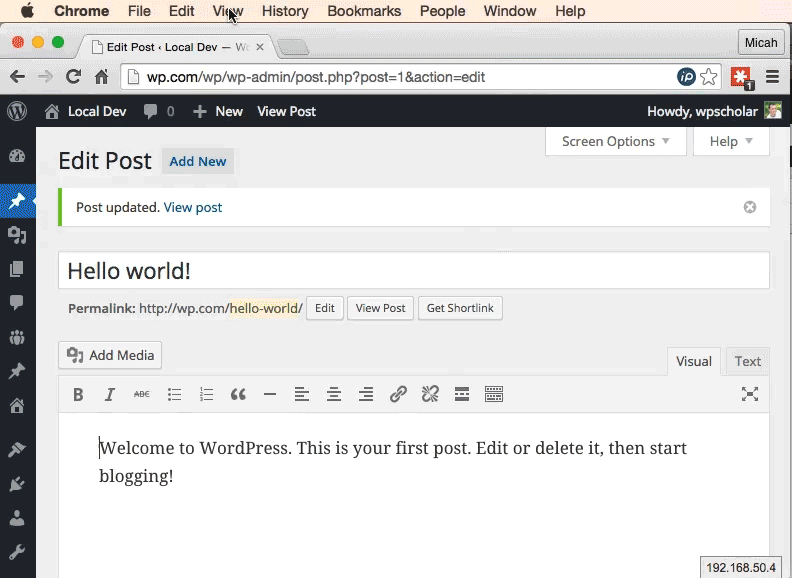 Chrome File Edit View History Bookmarks People Window Help
Edit Post ‹ Local Dev — Wo
Micah
wp.com/wp/wp-admin/post.php?post=1&action=edit
ip
1
Local Dev 0 New View Post
Howdy, wpscholar
Screen Options Help
Edit Post Add New
Post updated. View post
Hello world!
Permalink: http://wp.com/hello-world/ Edit View Post Get Shortlink
Add Media
Visual Text
B I ABC
Welcome to WordPress. This is your first post. Edit or delete it, then start
blogging!
192.168.50.4